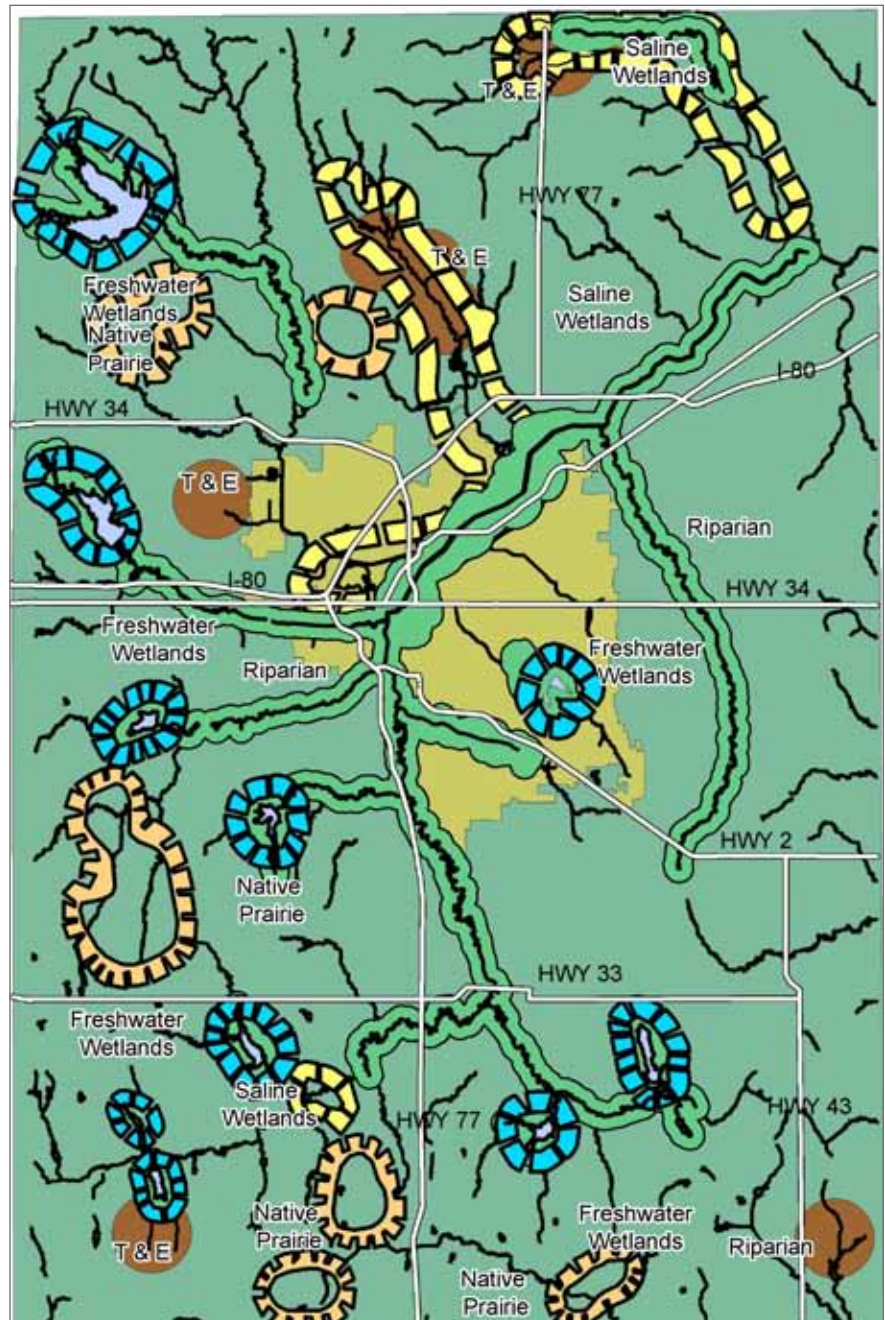 Saline
Wetlands
T & E
HWY 77
T & E
Freshwater
Wetlands
Native
Prairie
Saline
Wetlands
I-80
HWY 34
T & E
Riparian
I-80
HWY 34
Freshwater
Wetlands
Riparian
Freshwater
Wetlands
HWY 2
Native
Prairie
HWY 33
Freshwater
Wetlands
Saline
Wetlands
HWY 77
HWY 43
Native
Prairie
Freshwater
Wetlands
Riparian
T & E
Native
Prairie